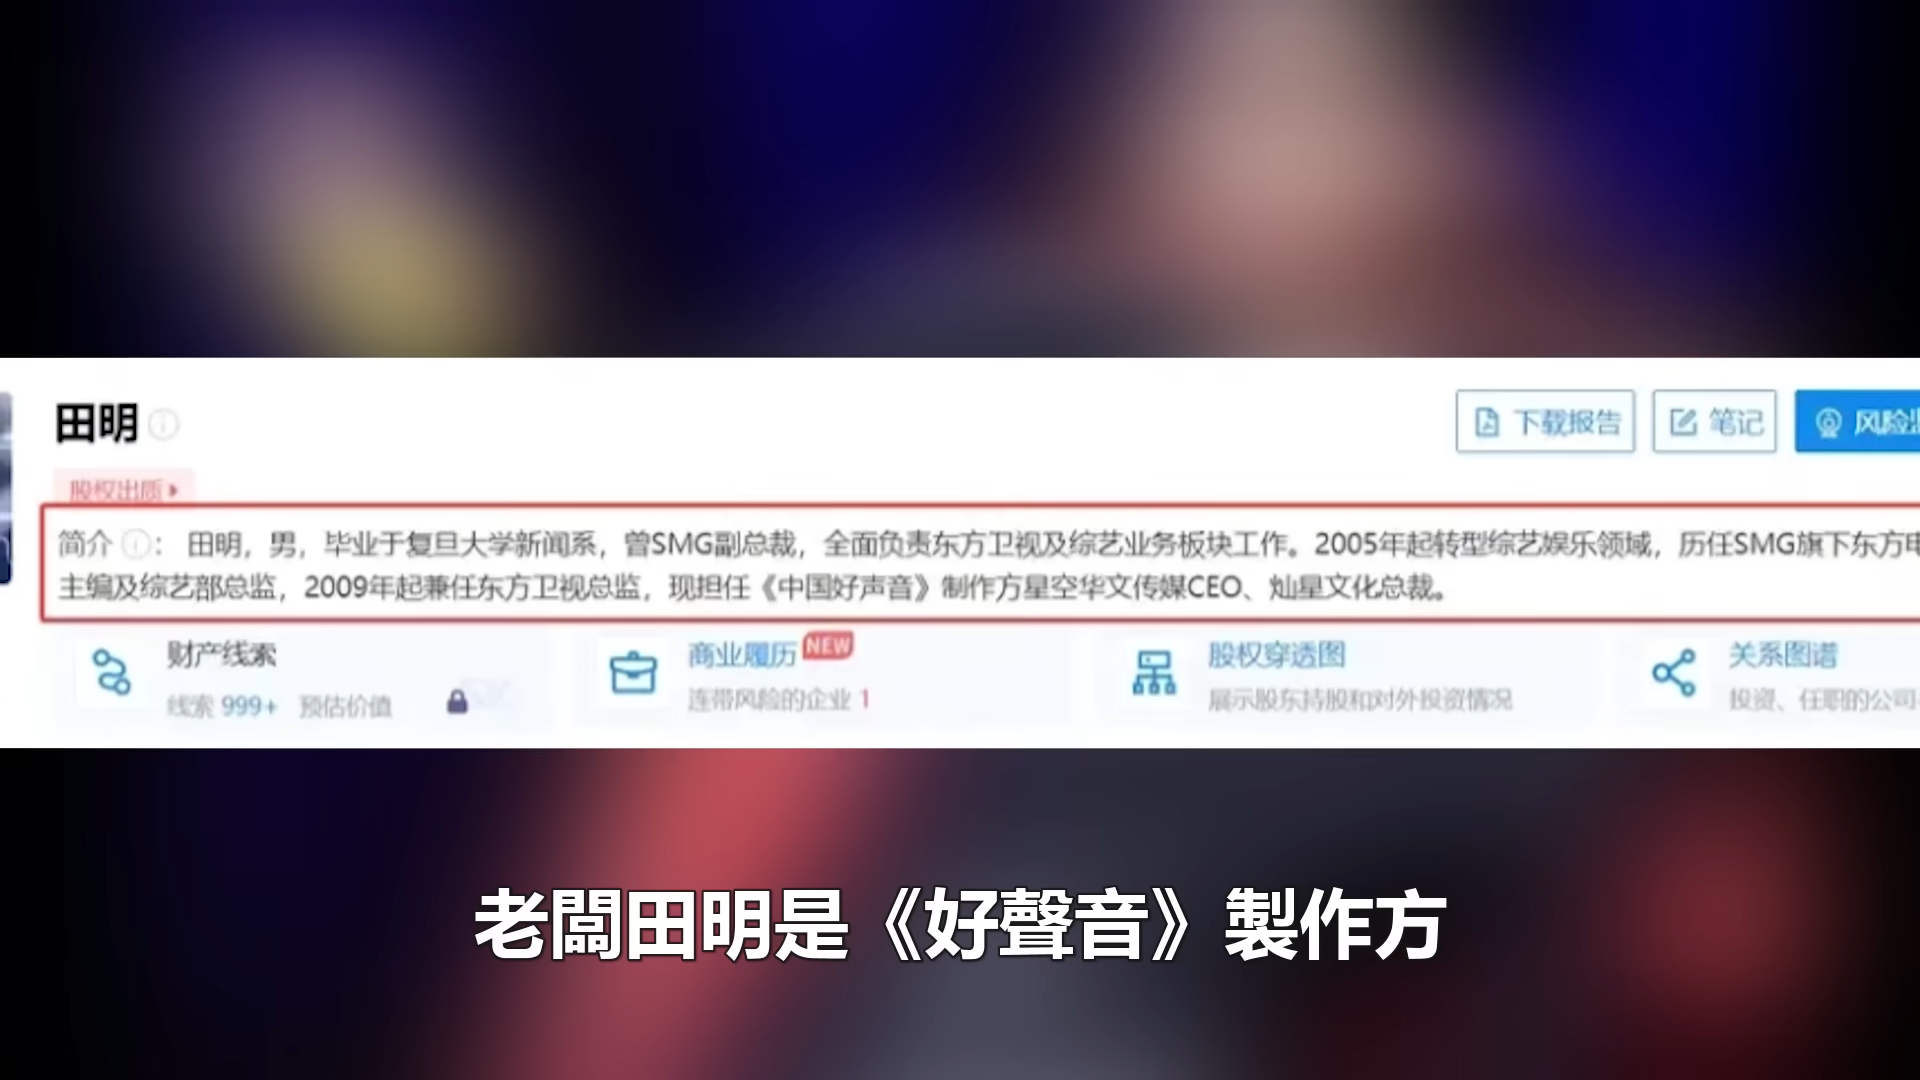 田明
下载报告
笔记
风险
股权出质
简介：田明，男，毕业于复旦大学新闻系，曾SMG副总裁，全面负责东方卫视及综艺业务板块工作。2005年起转型综艺娱乐领域，历任SMG旗下东方
主编及综艺部总监，2009年起兼任东方卫视总监，现担任《中国好声音》制作方星空华文传媒CEO、灿星文化总裁。
财产线索
线索 999+ 预估价值
商业履历 NEW
连带风险的企业 1
股权穿透图
展示股东持股和对外投资情况
关系图谱
投资、任职的公司
老闆田明是《好聲音》製作方